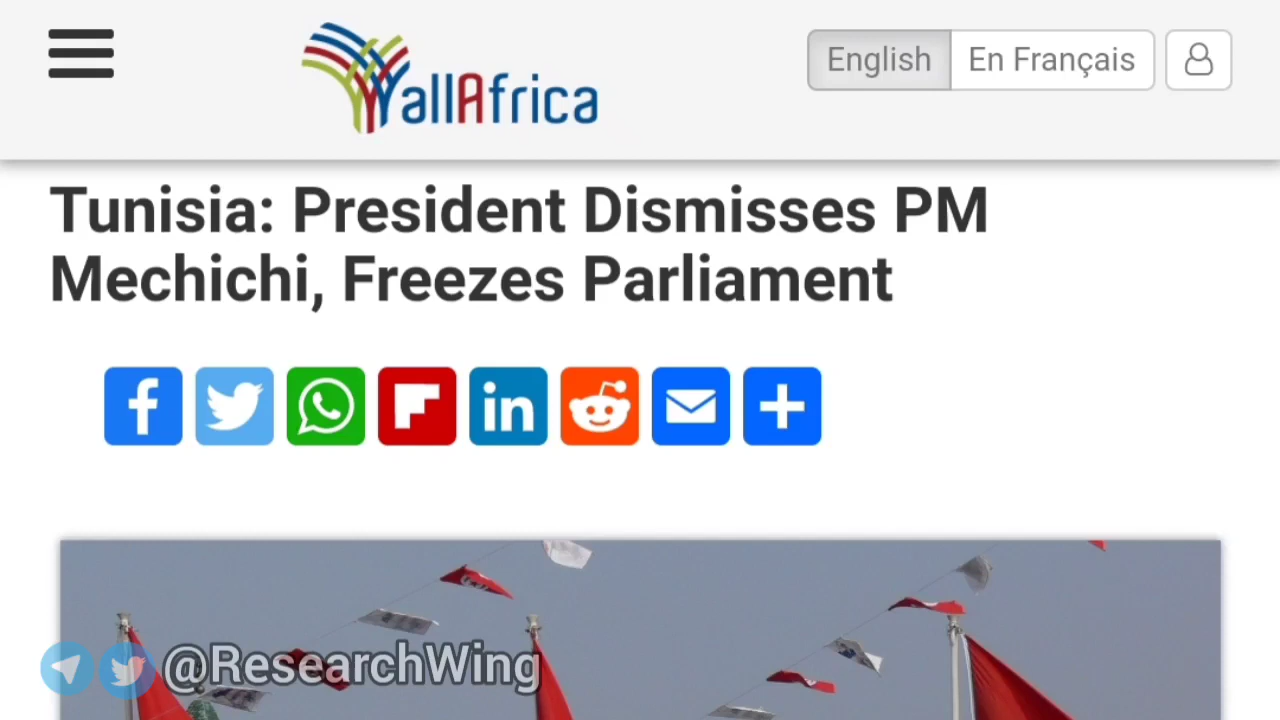 allAfrica
English
En Français
Tunisia: President Dismisses PM
Mechichi, Freezes Parliament
@ResearchWing